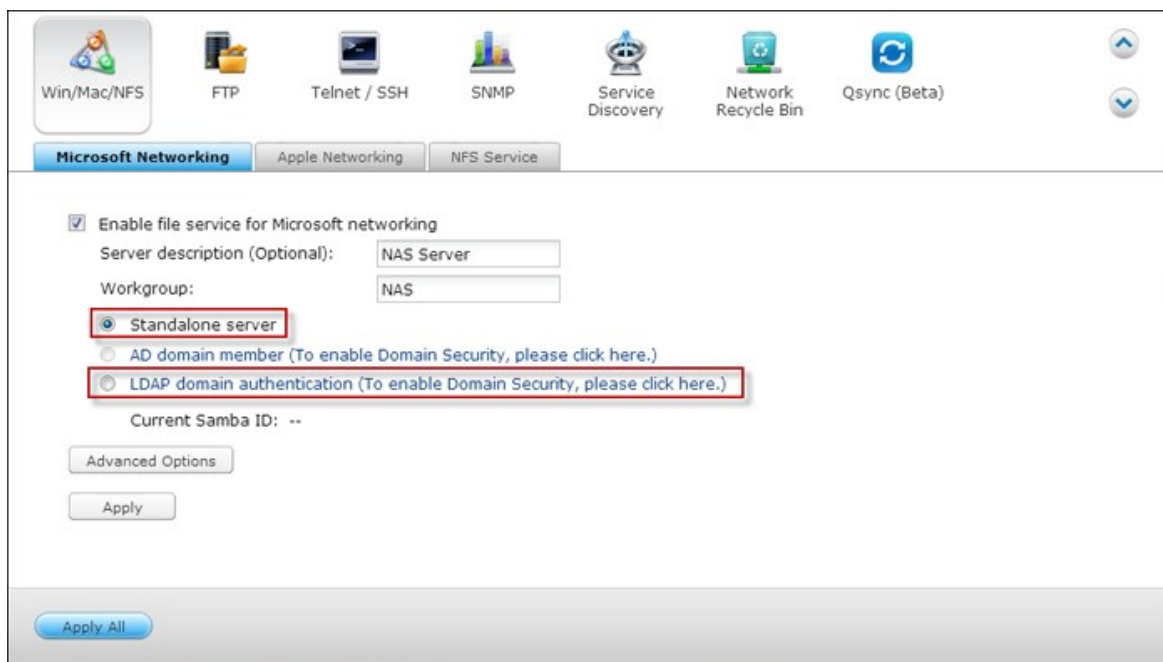 Win/Mac/NFS
FTP
Telnet / SSH
SNMP
Service
Discovery
Network
Recycle Bin
Qsync (Beta)
Microsoft Networking
Apple Networking
NFS Service
Enable file service for Microsoft networking
Server description (Optional): NAS Server
Workgroup: NAS
Standalone server
AD domain member (To enable Domain Security, please click here.)
LDAP domain authentication (To enable Domain Security, please click here.)
Current Samba ID: --
Advanced Options
Apply
Apply All